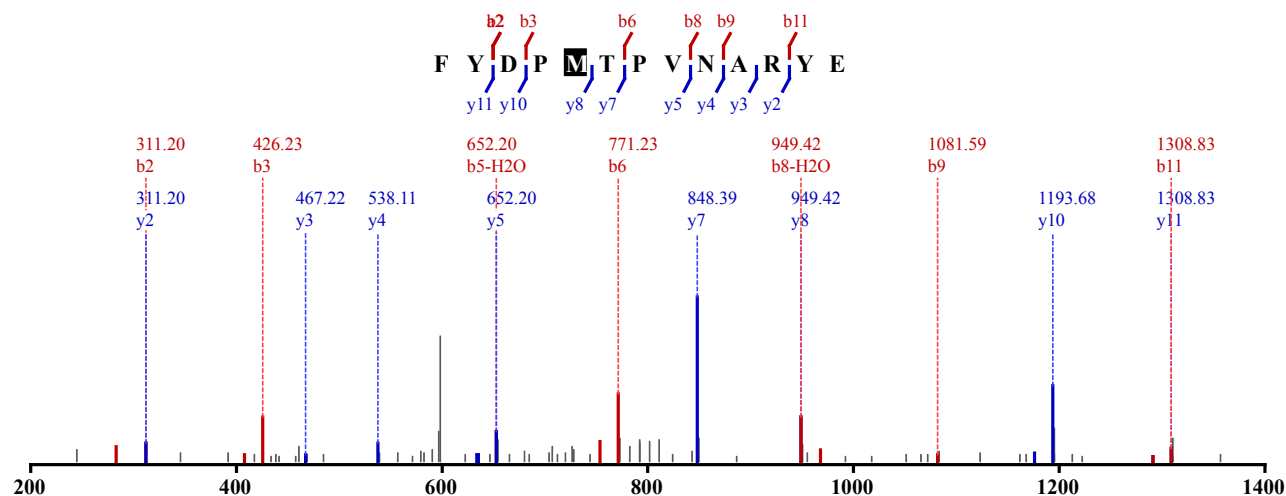 b2 a2 b3 b6 b8 b9 b11
F Y D P M T P V N A R Y E
y11 y10 y8 y7 y5 y4 y3 y2
311.20 426.23 652.20 771.23 949.42 1081.59 1308.83
b2 b3 b5-H2O b6 b8-H2O b9 b11
311.20 467.22 538.11 652.20 848.39 949.42 1193.68 1308.83
y2 y3 y4 y5 y7 y8 y10 y11
200 400 600 800 1000 1200 1400